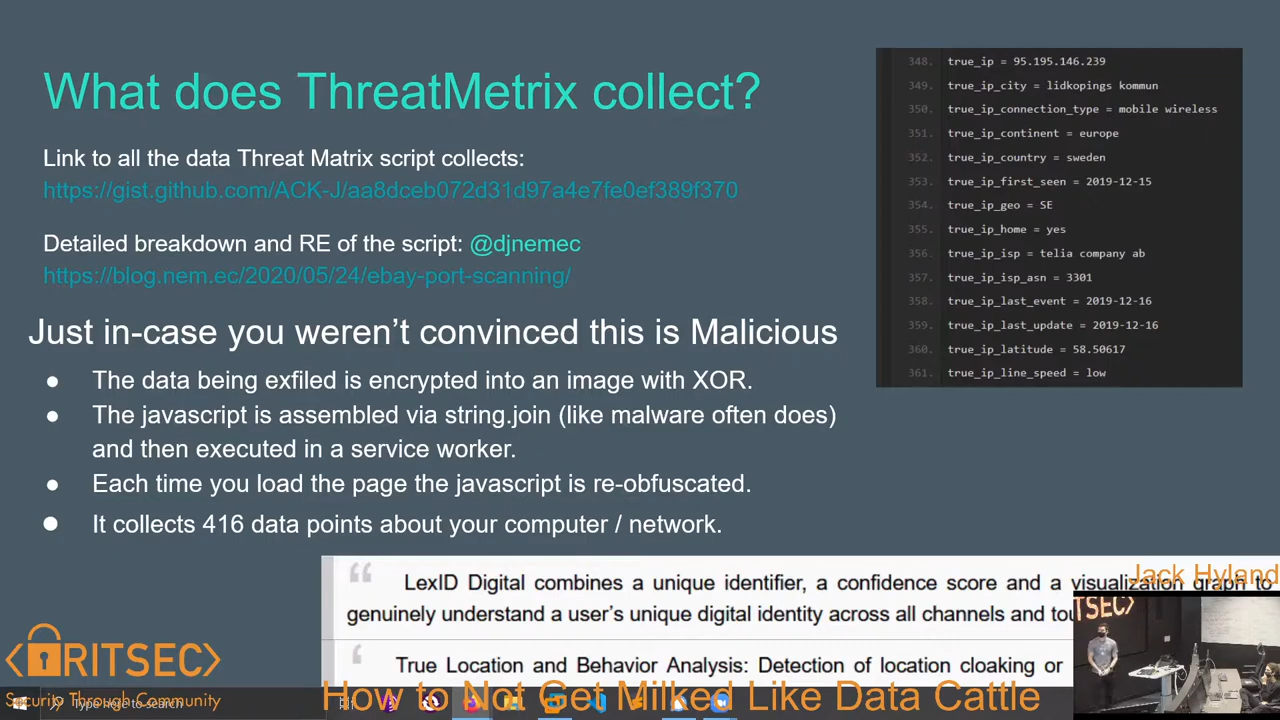 What does ThreatMetrix collect?
Link to all the data Threat Matrix script collects:
https://gist.github.com/ACK-J/aa8dceb072d31d97a4e7fe0ef389f370
Detailed breakdown and RE of the script: @djnemec
https://blog.nem.ec/2020/05/24/ebay-port-scanning/
Just in-case you weren't convinced this is Malicious
● The data being exfiled is encrypted into an image with XOR.
● The javascript is assembled via string.join (like malware often does)
and then executed in a service worker.
● Each time you load the page the javascript is re-obfuscated.
● It collects 416 data points about your computer / network.
348. true_ip = 95.195.146.239
349. true_ip_city = lidkopings kommun
350. true_ip_connection_type = mobile wireless
351. true_ip_continent = europe
352. true_ip_country = sweden
353. true_ip_first_seen = 2019-12-15
354. true_ip_geo = SE
355. true_ip_home = yes
356. true_ip_isp = telia company ab
357. true_ip_isp_asn = 3301
358. true_ip_last_event = 2019-12-16
359. true_ip_last_update = 2019-12-16
360. true_ip_latitude = 58.50617
361. true_ip_line_speed = low
“ LexID Digital combines a unique identifier, a confidence score and a visualization graph to
genuinely understand a user's unique digital identity across all channels and
‘ True Location and Behavior Analysis: Detection of location cloaking or
Jack Hyland
ITSEC
RITSEC
Security Through Community
Type here to search
How to Not Get Milked Like Data Cattle